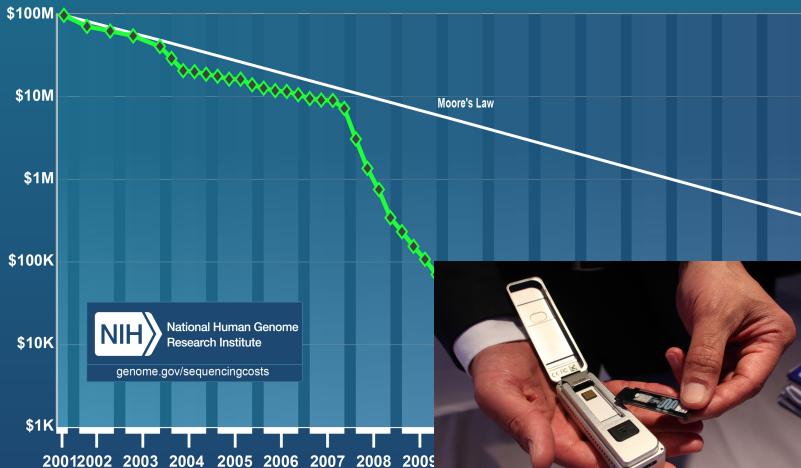 $100M
$10M
Moore's Law
$1M
$100K
$10K
$1K
NIH
National Human Genome
Research Institute
genome.gov/sequencingcosts
2001 2002 2003 2004 2005 2006 2007 2008 2009